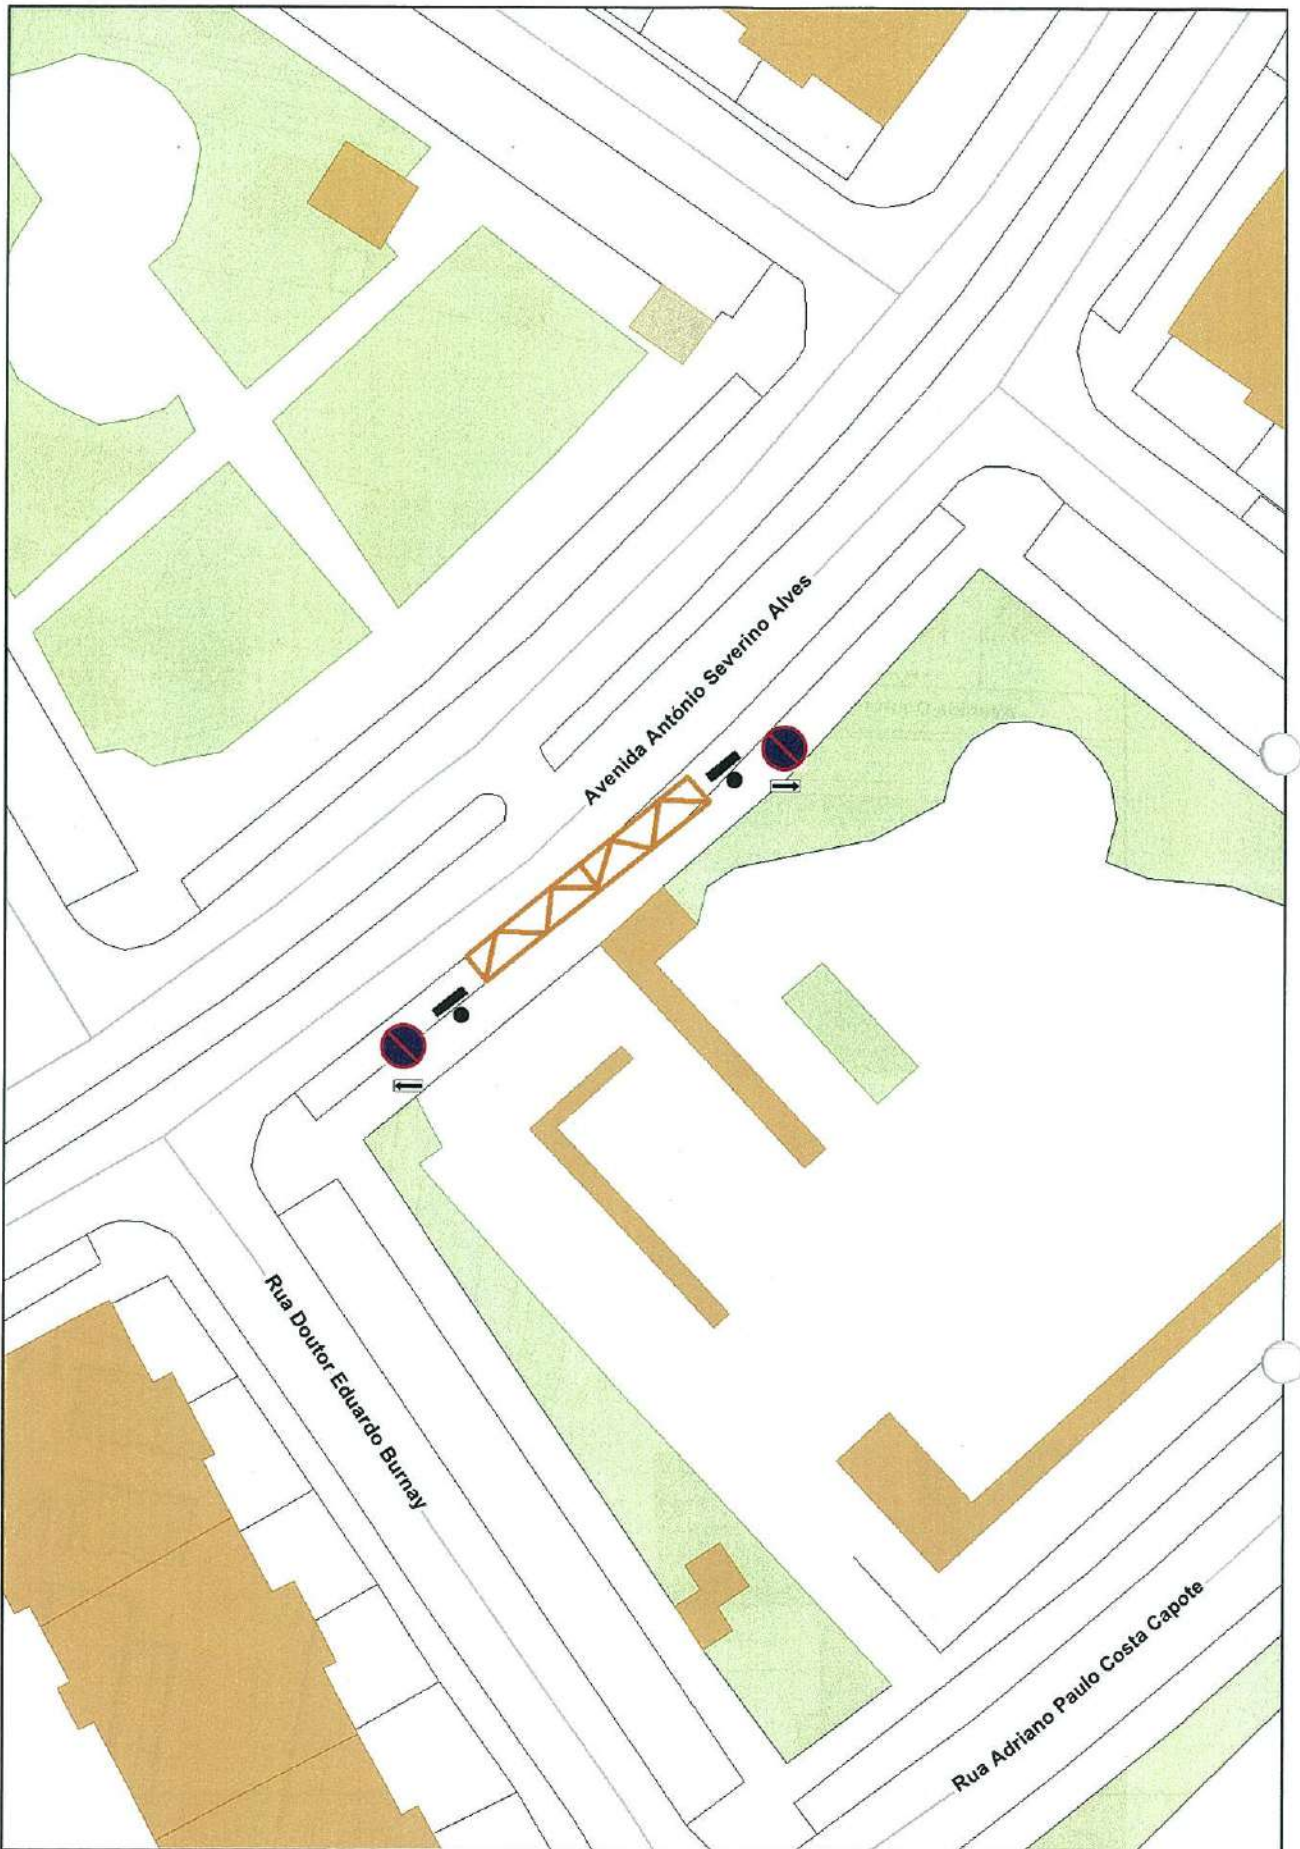 Avenida António Severino Alves
Rua Doutor Eduardo Burnay
Rua Adriano Paulo Costa Capote